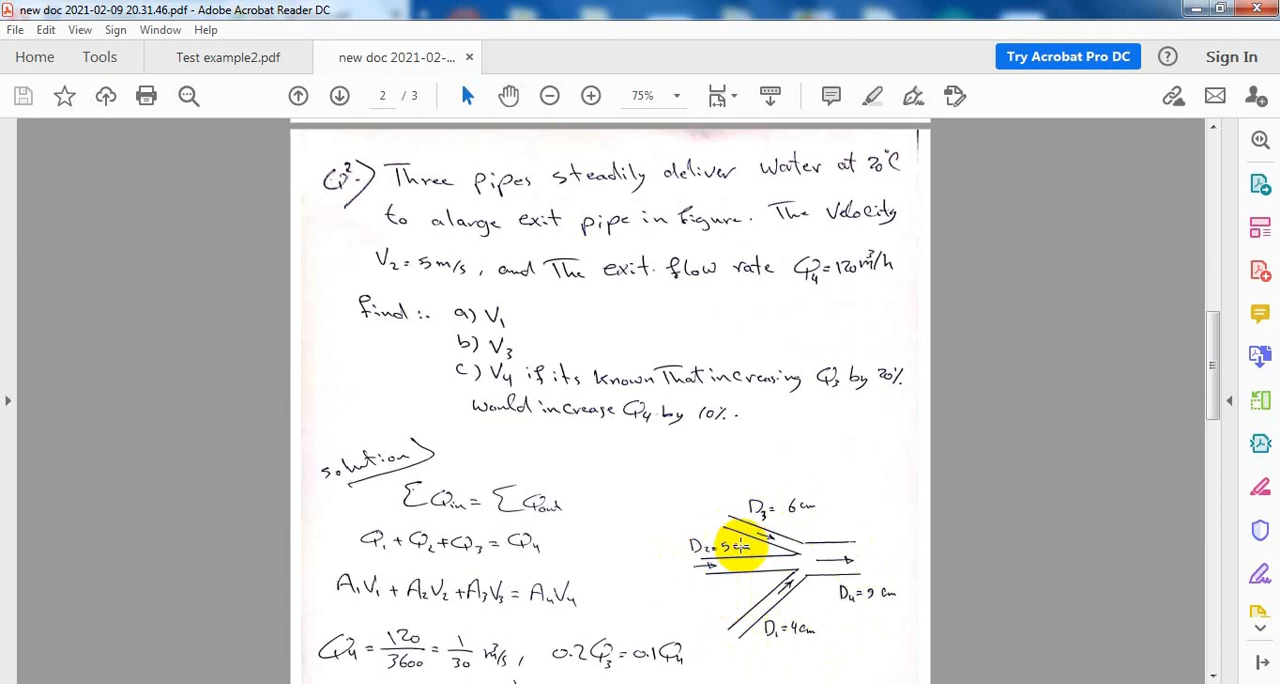 new doc 2021-02-09 20.31.46.pdf - Adobe Acrobat Reader DC
File Edit View Sign Window Help
Home Tools Test example2.pdf new doc 2021-02-... × Try Acrobat Pro DC Sign In
2 / 3 75%
Q2.) Three pipes steadily deliver water at 20°C
to a large exit pipe in figure. The Velocity
V2 = 5 m/s, and The exit flow rate Q4 = 120 m³/h
find :. a) V1
b) V3
c) V4 if its known That increasing Q3 by 20%
would increase Q4 by 10%.
solution)
ΣQin = ΣQout
Q1 + Q2 + Q3 = Q4
A1V1 + A2V2 + A3V3 = A4V4
Q4 = 120/3600 = 1/30 m³/s, 0.2Q3 = 0.1Q4
D3 = 6 cm
D2 = 5
D4 = 9 cm
D1 = 4cm